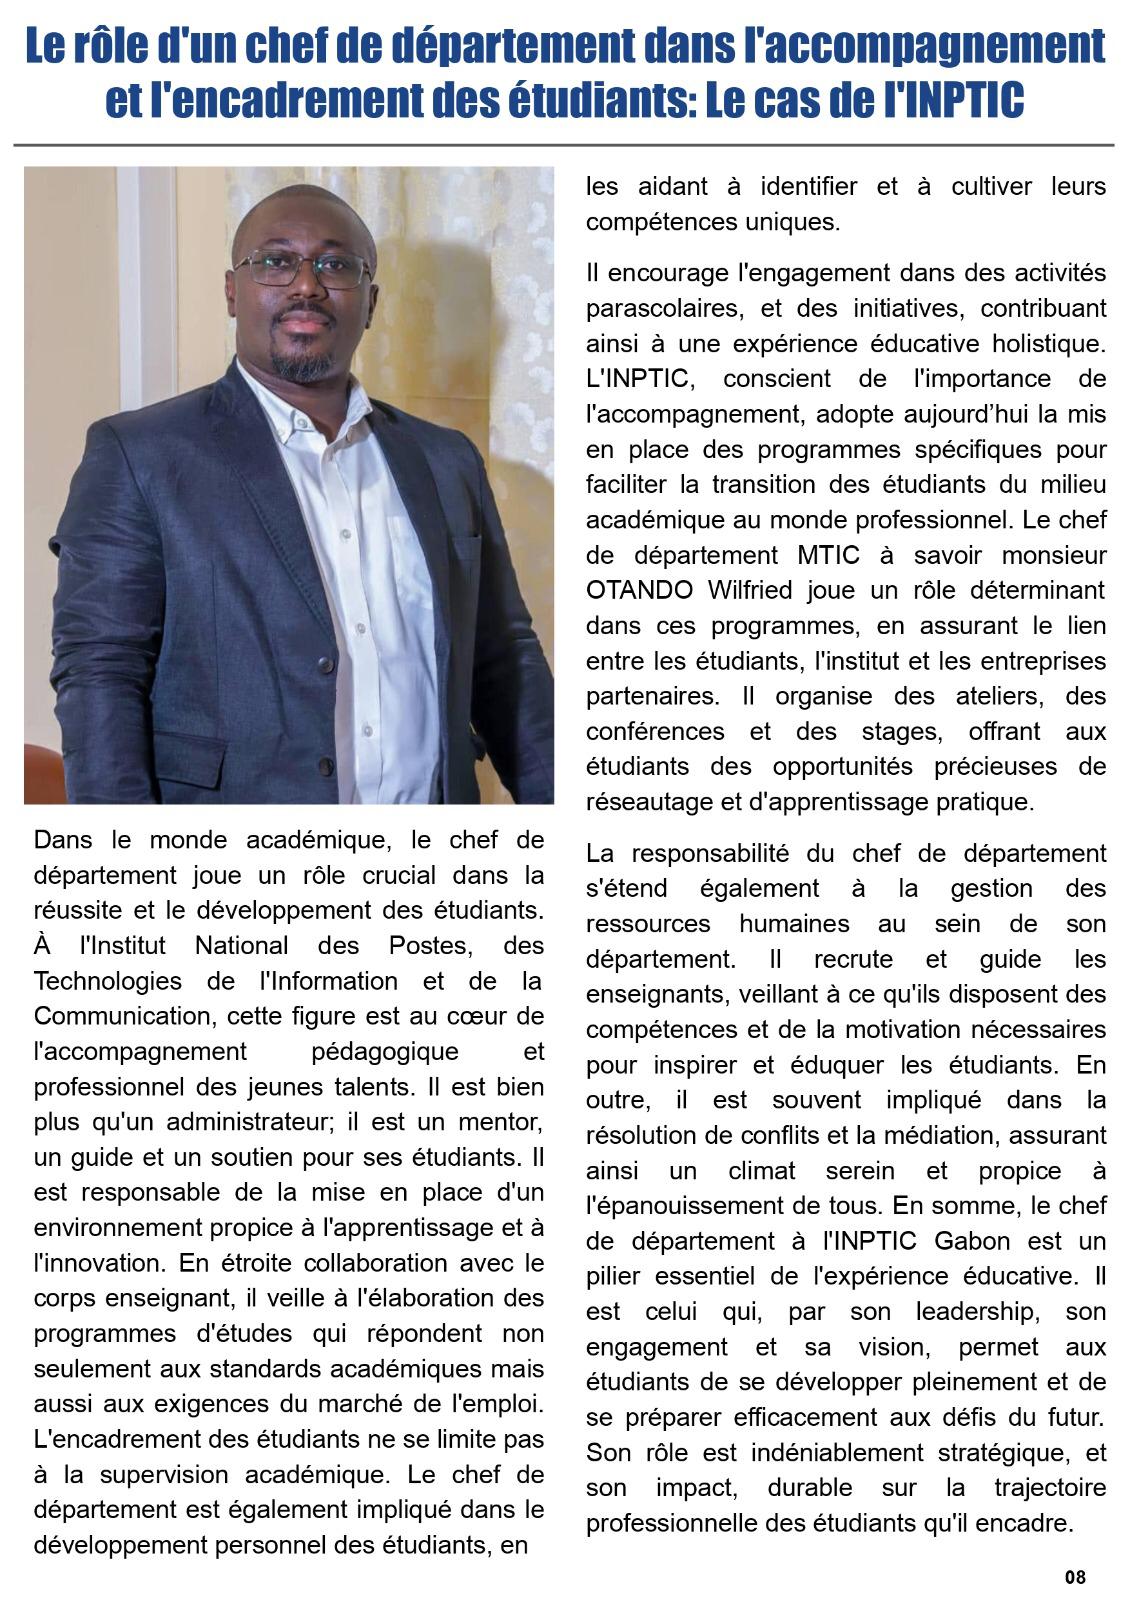 Le rôle d'un chef de département dans l'accompagnement
et l'encadrement des étudiants: Le cas de l'INPTIC
Dans le monde académique, le chef de
département joue un rôle crucial dans la
réussite et le développement des étudiants.
À l'Institut National des Postes, des
Technologies de l'Information et de la
Communication, cette figure est au cœur de
l'accompagnement pédagogique et
professionnel des jeunes talents. Il est bien
plus qu'un administrateur; il est un mentor,
un guide et un soutien pour ses étudiants. Il
est responsable de la mise en place d'un
environnement propice à l'apprentissage et à
l'innovation. En étroite collaboration avec le
corps enseignant, il veille à l'élaboration des
programmes d'études qui répondent non
seulement aux standards académiques mais
aussi aux exigences du marché de l'emploi.
L'encadrement des étudiants ne se limite pas
à la supervision académique. Le chef de
département est également impliqué dans le
développement personnel des étudiants, en
les aidant à identifier et à cultiver leurs
compétences uniques.
Il encourage l'engagement dans des activités
parascolaires, et des initiatives, contribuant
ainsi à une expérience éducative holistique.
L'INPTIC, conscient de l'importance de
l'accompagnement, adopte aujourd’hui la mis
en place des programmes spécifiques pour
faciliter la transition des étudiants du milieu
académique au monde professionnel. Le chef
de département MTIC à savoir monsieur
OTANDO Wilfried joue un rôle déterminant
dans ces programmes, en assurant le lien
entre les étudiants, l'institut et les entreprises
partenaires. Il organise des ateliers, des
conférences et des stages, offrant aux
étudiants des opportunités précieuses de
réseautage et d'apprentissage pratique.
La responsabilité du chef de département
s'étend également à la gestion des
ressources humaines au sein de son
département. Il recrute et guide les
enseignants, veillant à ce qu'ils disposent des
compétences et de la motivation nécessaires
pour inspirer et éduquer les étudiants. En
outre, il est souvent impliqué dans la
résolution de conflits et la médiation, assurant
ainsi un climat serein et propice à
l'épanouissement de tous. En somme, le chef
de département à l'INPTIC Gabon est un
pilier essentiel de l'expérience éducative. Il
est celui qui, par son leadership, son
engagement et sa vision, permet aux
étudiants de se développer pleinement et de
se préparer efficacement aux défis du futur.
Son rôle est indéniablement stratégique, et
son impact, durable sur la trajectoire
professionnelle des étudiants qu'il encadre.
08